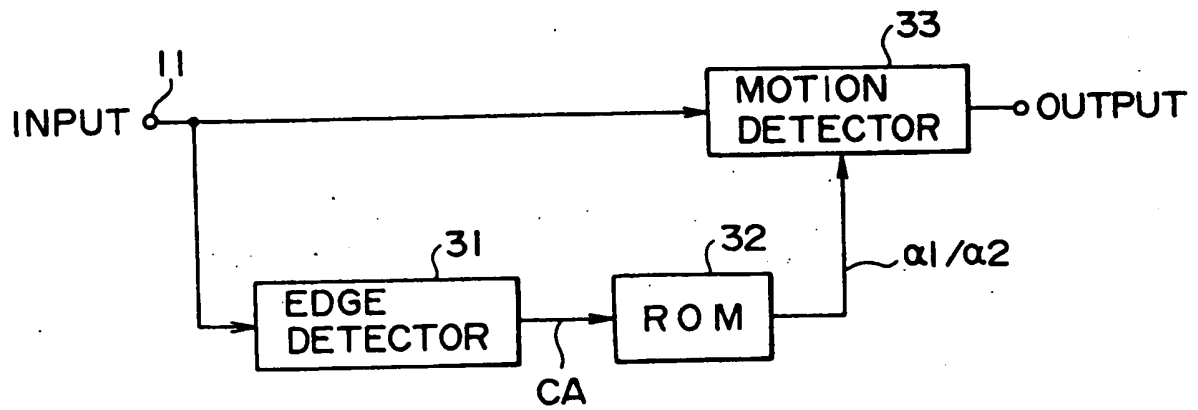 33
11
INPUT
MOTION
DETECTOR
OUTPUT
31
32
α1/α2
EDGE
DETECTOR
ROM
CA